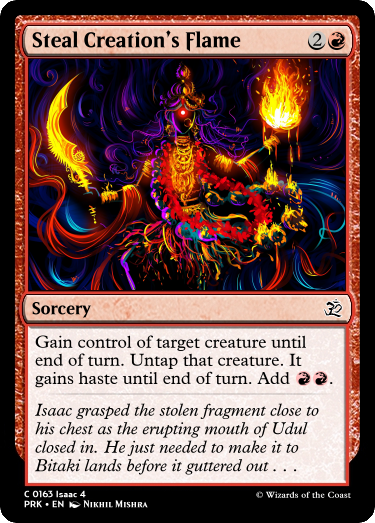 Steal Creation's Flame 2
Sorcery
Gain control of target creature until
end of turn. Untap that creature. It
gains haste until end of turn. Add .
Isaac grasped the stolen fragment close to
his chest as the erupting mouth of Udul
closed in. He just needed to make it to
Bitaki lands before it guttered out . . .
C 0163 Isaac 4
PRK • EN Nikhil Mishra
© Wizards of the Coast